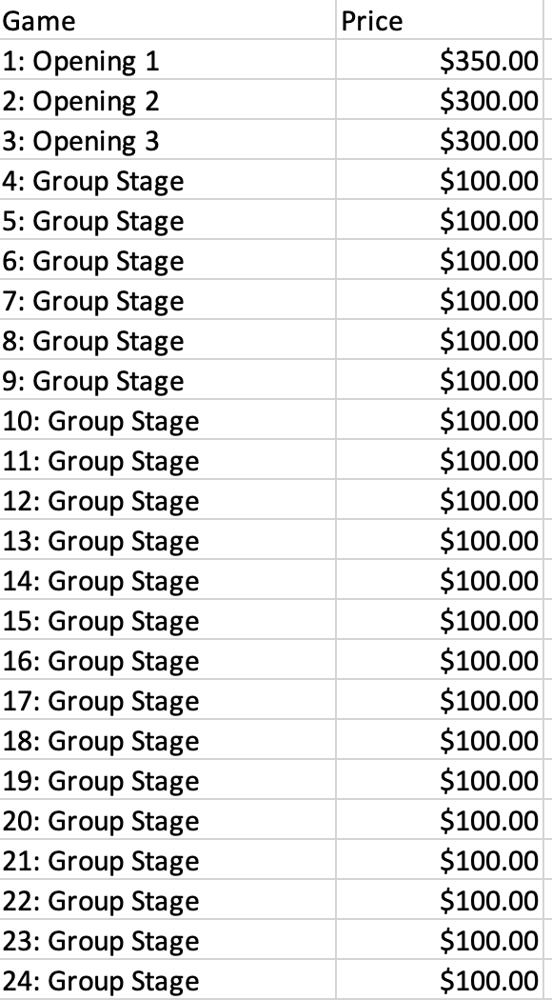 Game Price
1: Opening 1 $350.00
2: Opening 2 $300.00
3: Opening 3 $300.00
4: Group Stage $100.00
5: Group Stage $100.00
6: Group Stage $100.00
7: Group Stage $100.00
8: Group Stage $100.00
9: Group Stage $100.00
10: Group Stage $100.00
11: Group Stage $100.00
12: Group Stage $100.00
13: Group Stage $100.00
14: Group Stage $100.00
15: Group Stage $100.00
16: Group Stage $100.00
17: Group Stage $100.00
18: Group Stage $100.00
19: Group Stage $100.00
20: Group Stage $100.00
21: Group Stage $100.00
22: Group Stage $100.00
23: Group Stage $100.00
24: Group Stage $100.00